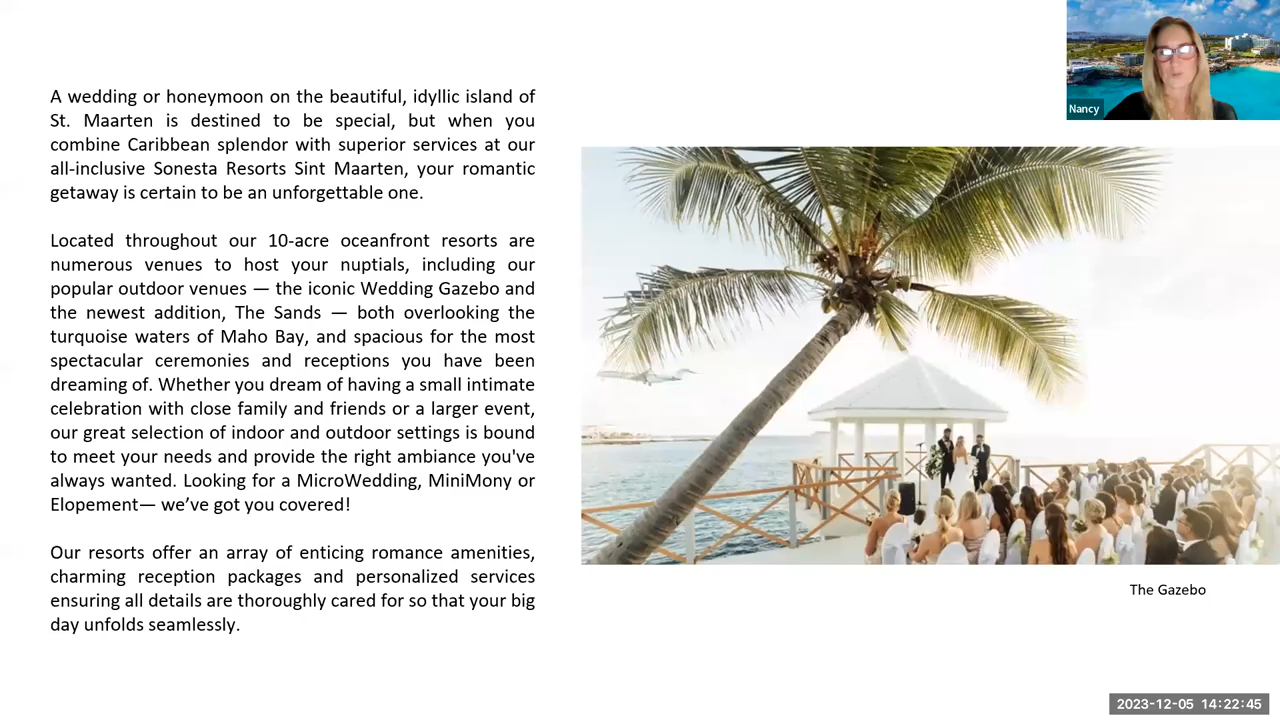 A wedding or honeymoon on the beautiful, idyllic island of
St. Maarten is destined to be special, but when you
combine Caribbean splendor with superior services at our
all-inclusive Sonesta Resorts Sint Maarten, your romantic
getaway is certain to be an unforgettable one.
Located throughout our 10-acre oceanfront resorts are
numerous venues to host your nuptials, including our
popular outdoor venues — the iconic Wedding Gazebo and
the newest addition, The Sands — both overlooking the
turquoise waters of Maho Bay, and spacious for the most
spectacular ceremonies and receptions you have been
dreaming of. Whether you dream of having a small intimate
celebration with close family and friends or a larger event,
our great selection of indoor and outdoor settings is bound
to meet your needs and provide the right ambiance you've
always wanted. Looking for a MicroWedding, MiniMony or
Elopement— we’ve got you covered!
Our resorts offer an array of enticing romance amenities,
charming reception packages and personalized services
ensuring all details are thoroughly cared for so that your big
day unfolds seamlessly.
Nancy
The Gazebo
2023-12-05 14:22:45